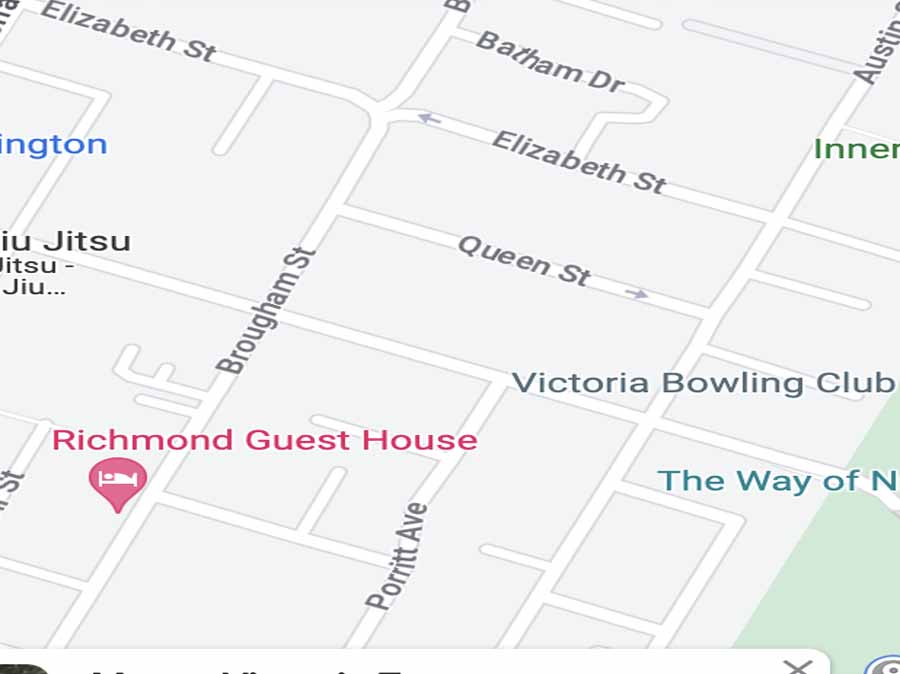 Elizabeth St
Barham Dr
Austin
ington
Elizabeth St
Inner
iu Jitsu
Jitsu -
Jiu...
Queen St
Brougham St
Victoria Bowling Club
Richmond Guest House
The Way of N
St
Porritt Ave